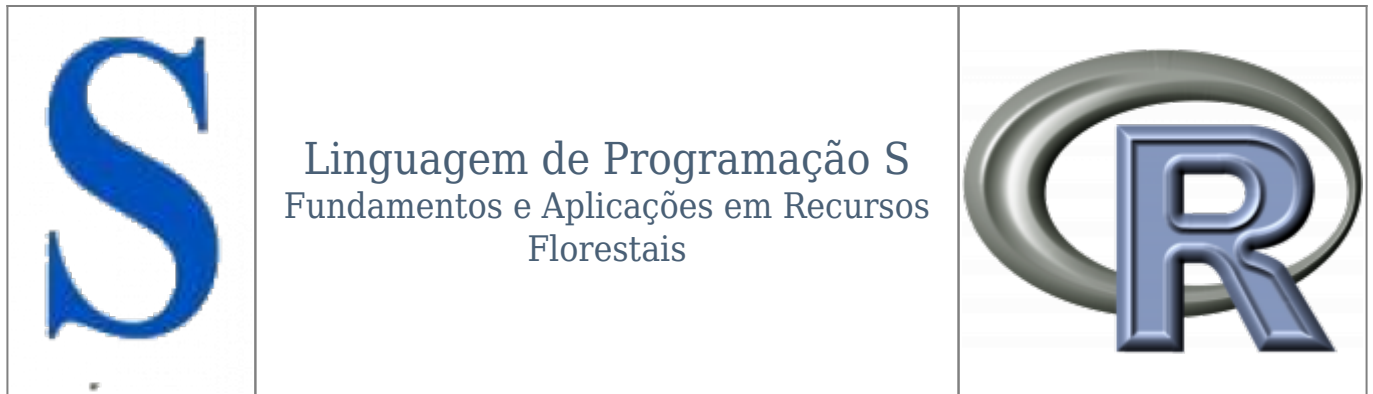 S
Linguagem de Programação S
Fundamentos e Aplicações em Recursos
Florestais
R